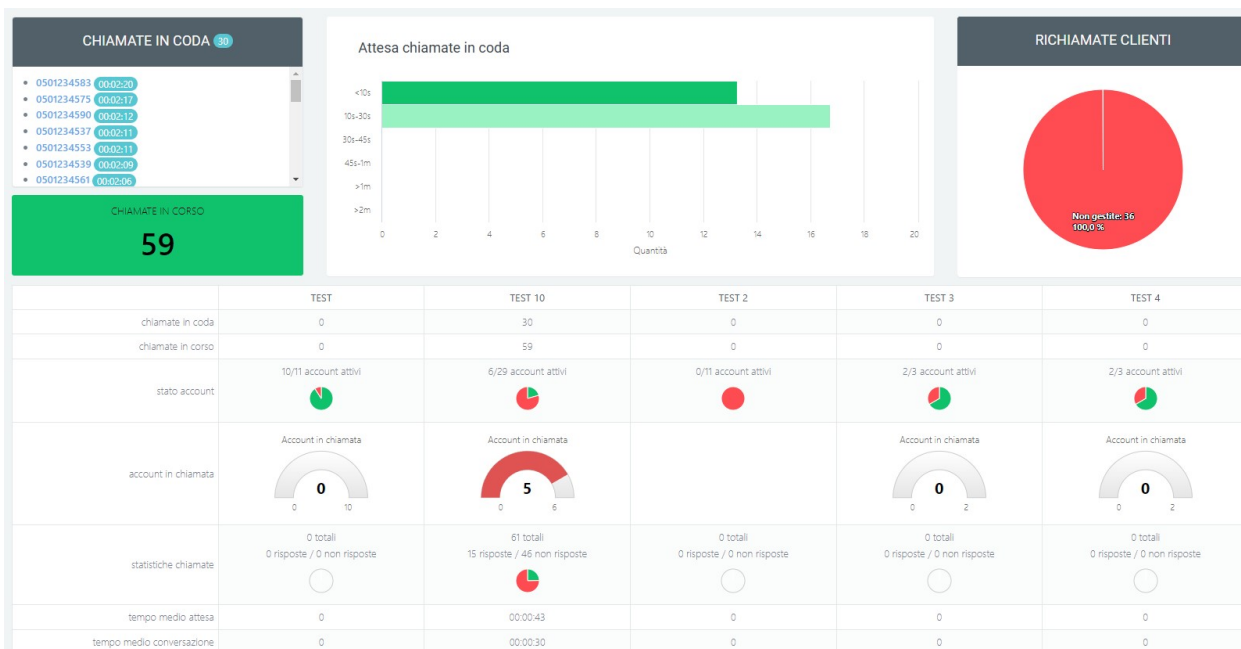 CHIAMATE IN CODA 30
0501234583 00:02:20
0501234575 00:02:17
0501234590 00:02:12
0501234537 00:02:11
0501234553 00:02:11
0501234539 00:02:09
0501234561 00:02:06
CHIAMATE IN CORSO
59
Attesa chiamate in coda
<10s
10s-30s
30s-45s
45s-1m
>1m
>2m
0 2 4 6 8 10 12 14 16 18 20
Quantità
RICHIAMATE CLIENTI
Non gestite: 36
100,0 %
TEST TEST 10 TEST 2 TEST 3 TEST 4
chiamate in coda 0 30 0 0 0
chiamate in corso 0 59 0 0 0
stato account 10/11 account attivi 6/29 account attivi 0/11 account attivi 2/3 account attivi 2/3 account attivi
account in chiamata
Account in chiamata Account in chiamata Account in chiamata Account in chiamata
0 5 0 0
0 10 0 6 0 2 0 2
statistiche chiamate
0 totali 61 totali 0 totali 0 totali 0 totali
0 risposte / 0 non risposte 15 risposte / 46 non risposte 0 risposte / 0 non risposte 0 risposte / 0 non risposte 0 risposte / 0 non risposte
tempo medio attesa 0 00:00:43 0 0 0
tempo medio conversazione 0 00:00:30 0 0 0